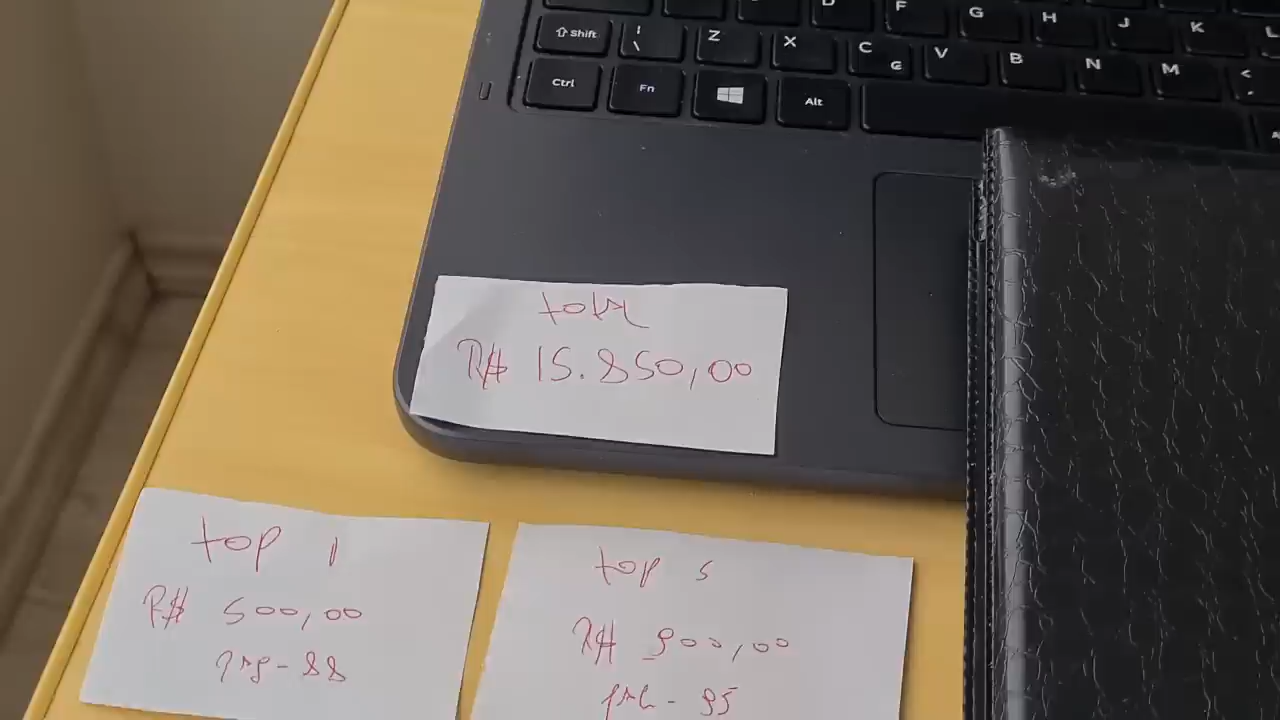 D F G H J K L
⇧ Shift | \ Z X C ₢ V B N M <
Ctrl Fn Alt
total
R$ 15.850,00
top 1
R$ 500,00
top 5
R$ 900,00